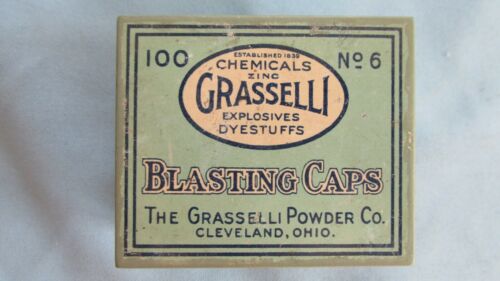 100 ESTABLISHED 1839 Nº 6
CHEMICALS
ZINC
GRASSELLI
EXPLOSIVES
DYESTUFFS
BLASTING CAPS
THE GRASSELLI POWDER CO.
CLEVELAND, OHIO.